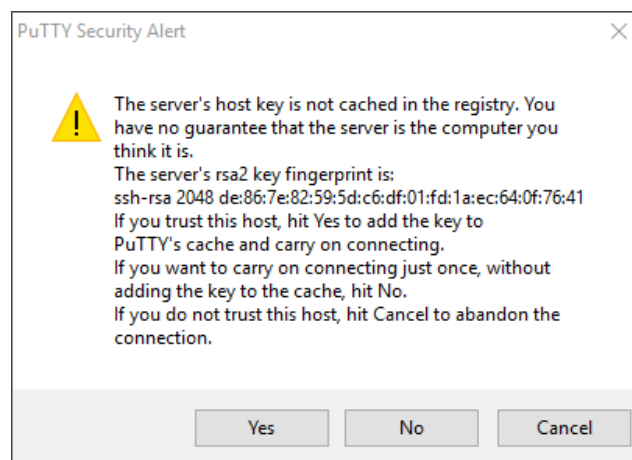 PuTTY Security Alert
The server's host key is not cached in the registry. You
have no guarantee that the server is the computer you
think it is.
The server's rsa2 key fingerprint is:
ssh-rsa 2048 de:86:7e:82:59:5d:c6:df:01:fd:1a:ec:64:0f:76:41
If you trust this host, hit Yes to add the key to
PuTTY's cache and carry on connecting.
If you want to carry on connecting just once, without
adding the key to the cache, hit No.
If you do not trust this host, hit Cancel to abandon the
connection.
Yes No Cancel